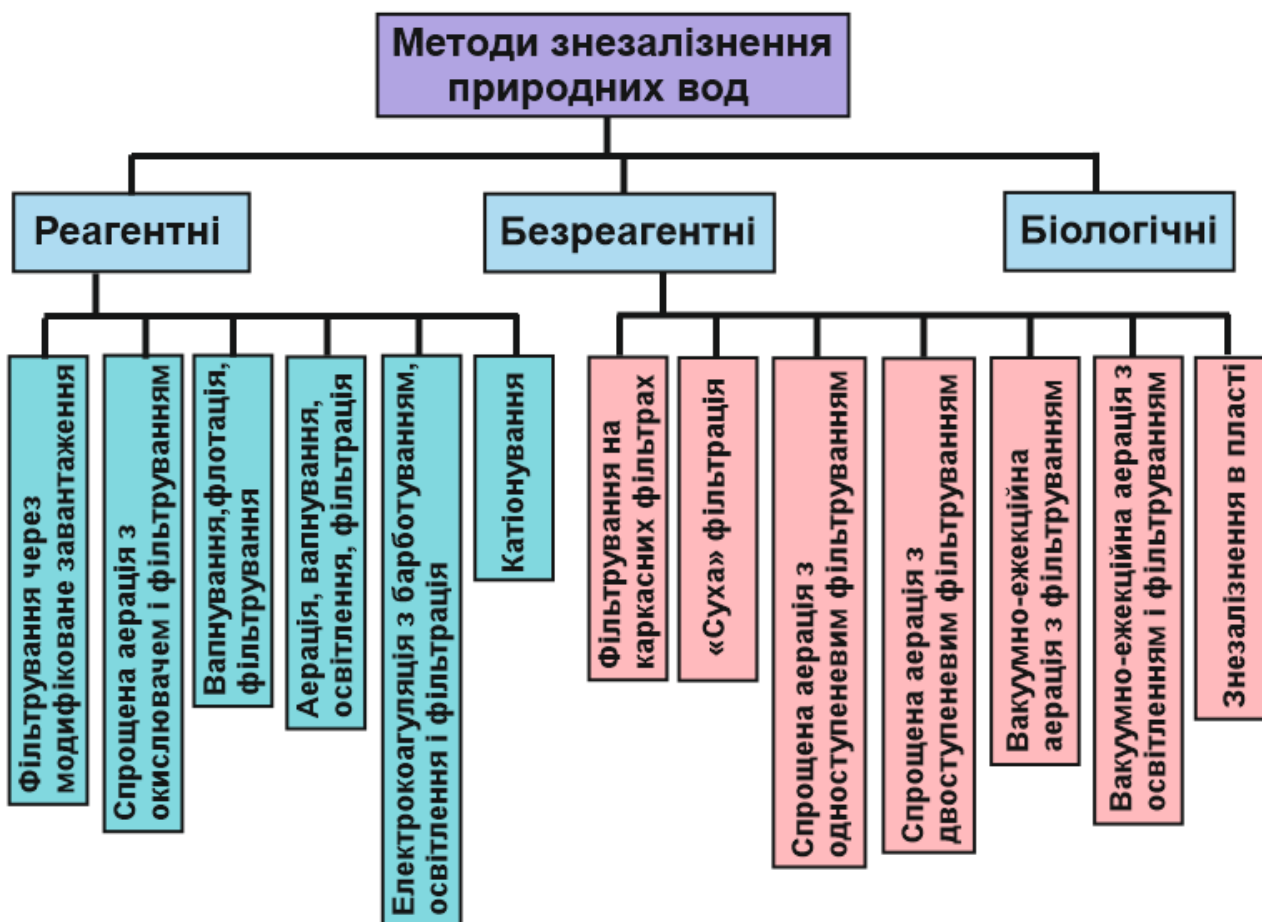 Методи знезалізнення
природних вод
Реагентні
Безреагентні
Біологічні
Фільтрування через
модифіковане завантаження
Спрощена аерація з
окислювачем і фільтруванням
Вапнування,флотація,
фільтрування
Аерація, вапнування,
освітлення, фільтрація
Електрокоагуляція з барботуванням,
освітлення і фільтрація
Катіонування
Фільтрування на
каркасних фільтрах
«Суха» фільтрація
Спрощена аерація з
одноступеневим фільтруванням
Спрощена аерація з
двоступеневим фільтруванням
Вакуумно-ежекційна
аерація з фільтруванням
Вакуумно-ежекційна аерація з
освітленням і фільтруванням
Знезалізнення в пласті